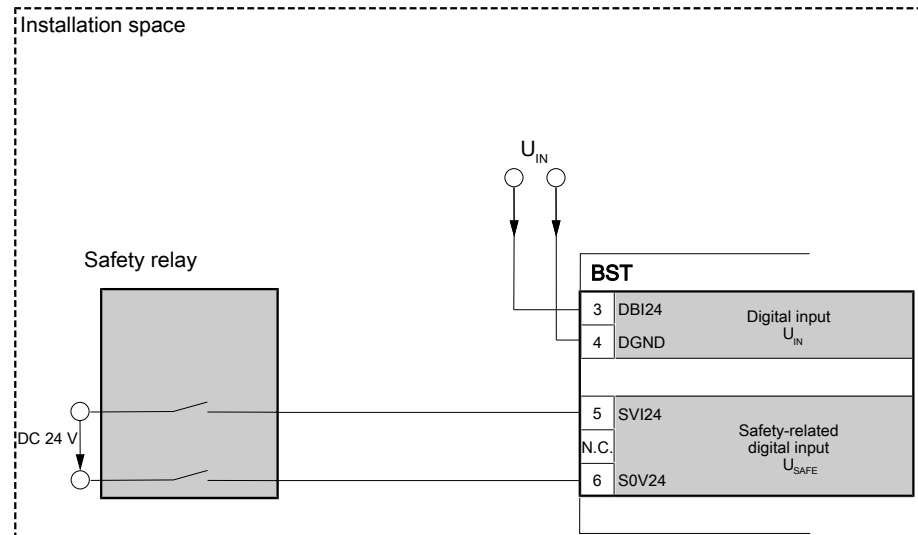 Installation space
U_IN
Safety relay
BST
3 DBI24
4 DGND
Digital input
U_IN
DC 24 V
5 SVI24
N.C.
6 S0V24
Safety-related
digital input
U_SAFE